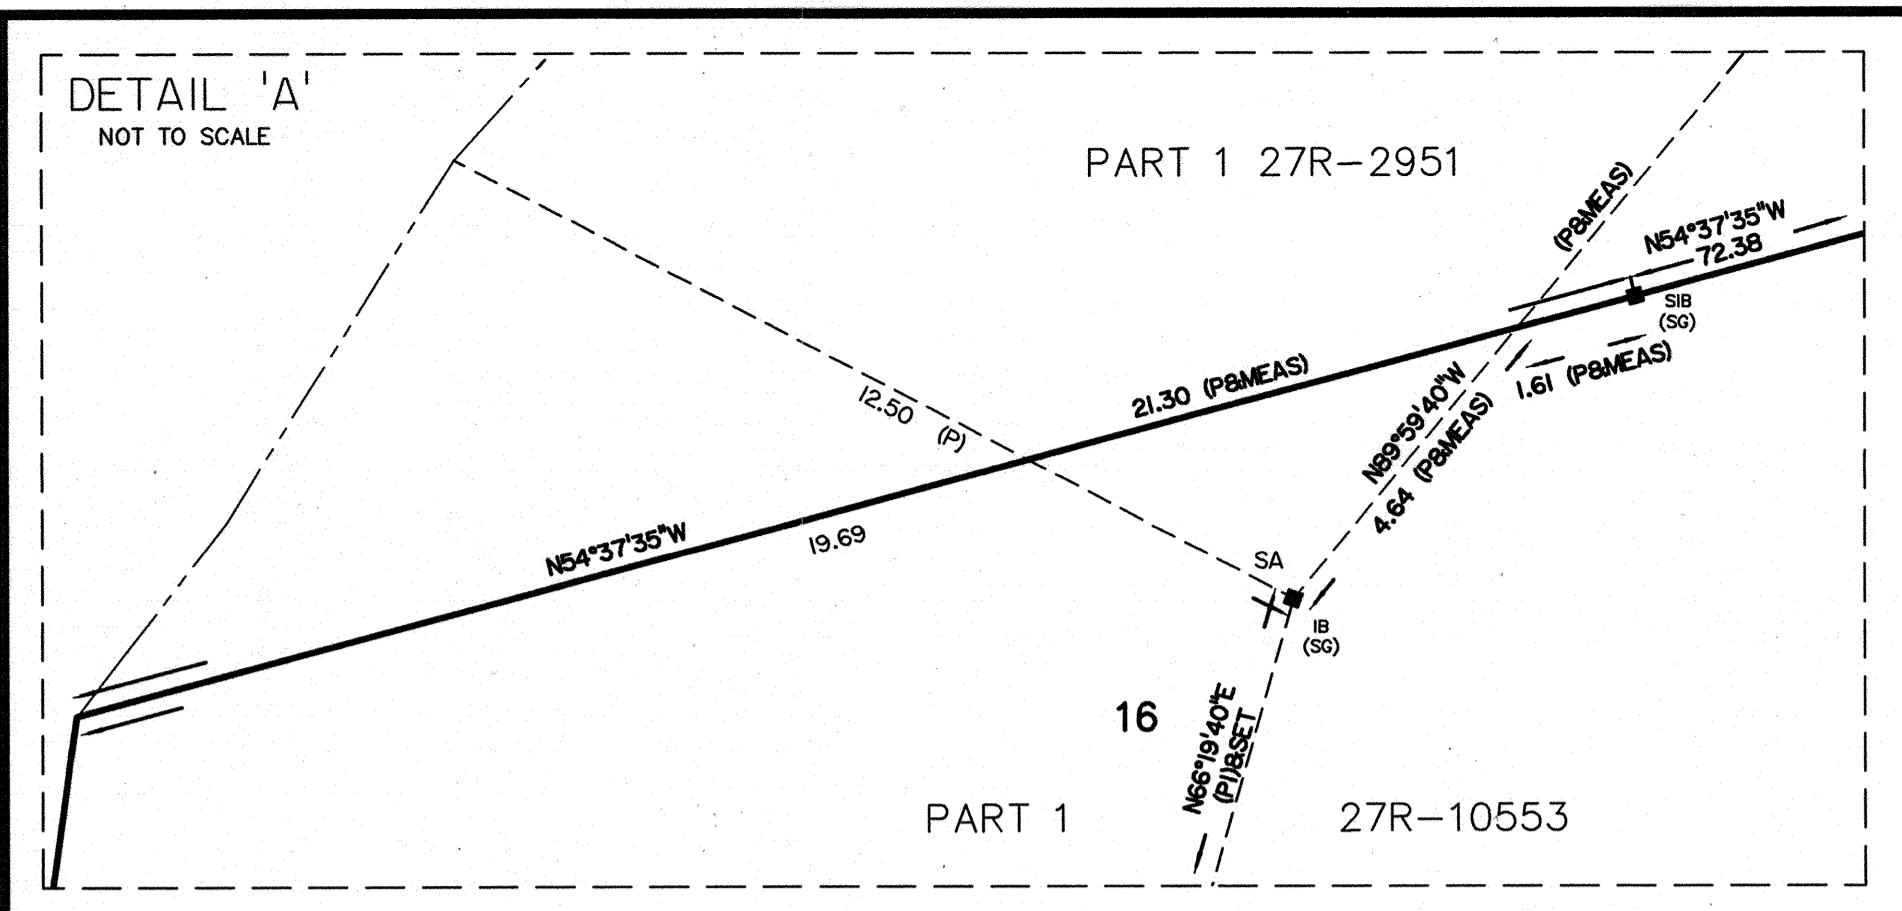 DETAIL 'A'
NOT TO SCALE
PART 1 27R-2951
(P&MEAS)
N54°37'35"W
72.38
SIB
(SG)
1.61 (P&MEAS)
21.30 (P&MEAS)
12.50 (P)
N89°59'40"W
4.64 (P&MEAS)
N54°37'35"W
19.69
SA
IB
(SG)
16
N66°19'40"E
(P1)&SET
PART 1
27R-10553